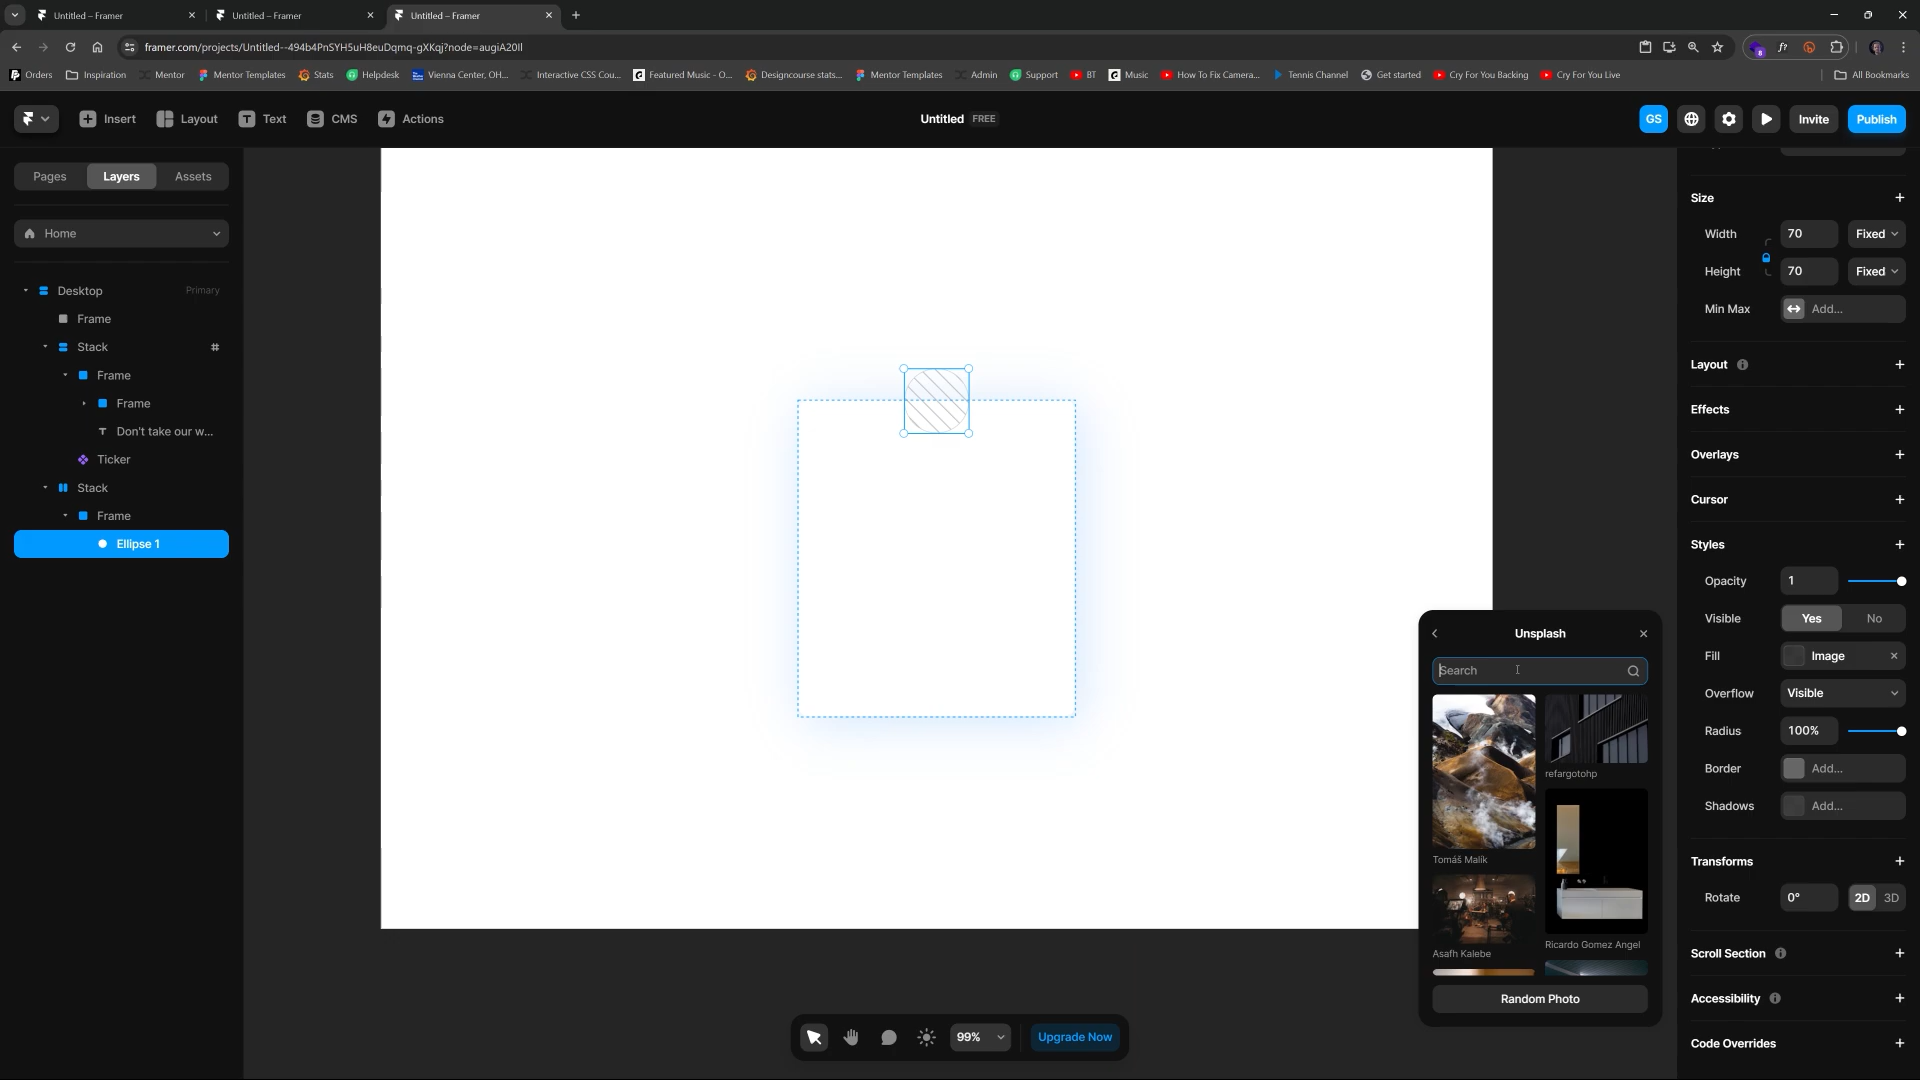 Untitled – Framer
Untitled – Framer
Untitled – Framer
framer.com/projects/Untitled--494b4PnSYH5uH8euDqmq-gXKqj?node=augiA20Il
Orders
Inspiration
Mentor
Mentor Templates
Stats
Helpdesk
Vienna Center, OH...
Interactive CSS Cou...
Featured Music - O...
Designcourse stats...
Mentor Templates
Admin
Support
BT
Music
How To Fix Camera...
Tennis Channel
Get started
Cry For You Backing
Cry For You Live
All Bookmarks
Insert
Layout
Text
CMS
Actions
Untitled FREE
GS
Invite
Publish
Pages
Layers
Assets
Home
Desktop Primary
Frame
Stack
Frame
Frame
Don't take our w...
Ticker
Stack
Frame
Ellipse 1
Size
Width 70 Fixed
Height 70 Fixed
Min Max Add...
Layout
Effects
Overlays
Cursor
Styles
Opacity 1
Visible Yes No
Fill Image
Overflow Visible
Radius 100%
Border Add...
Shadows Add...
Transforms
Rotate 0° 2D 3D
Scroll Section
Accessibility
Code Overrides
Unsplash
Search
refargotohp
Tomáš Malík
Ricardo Gomez Angel
Asafh Kalebe
Random Photo
99%
Upgrade Now